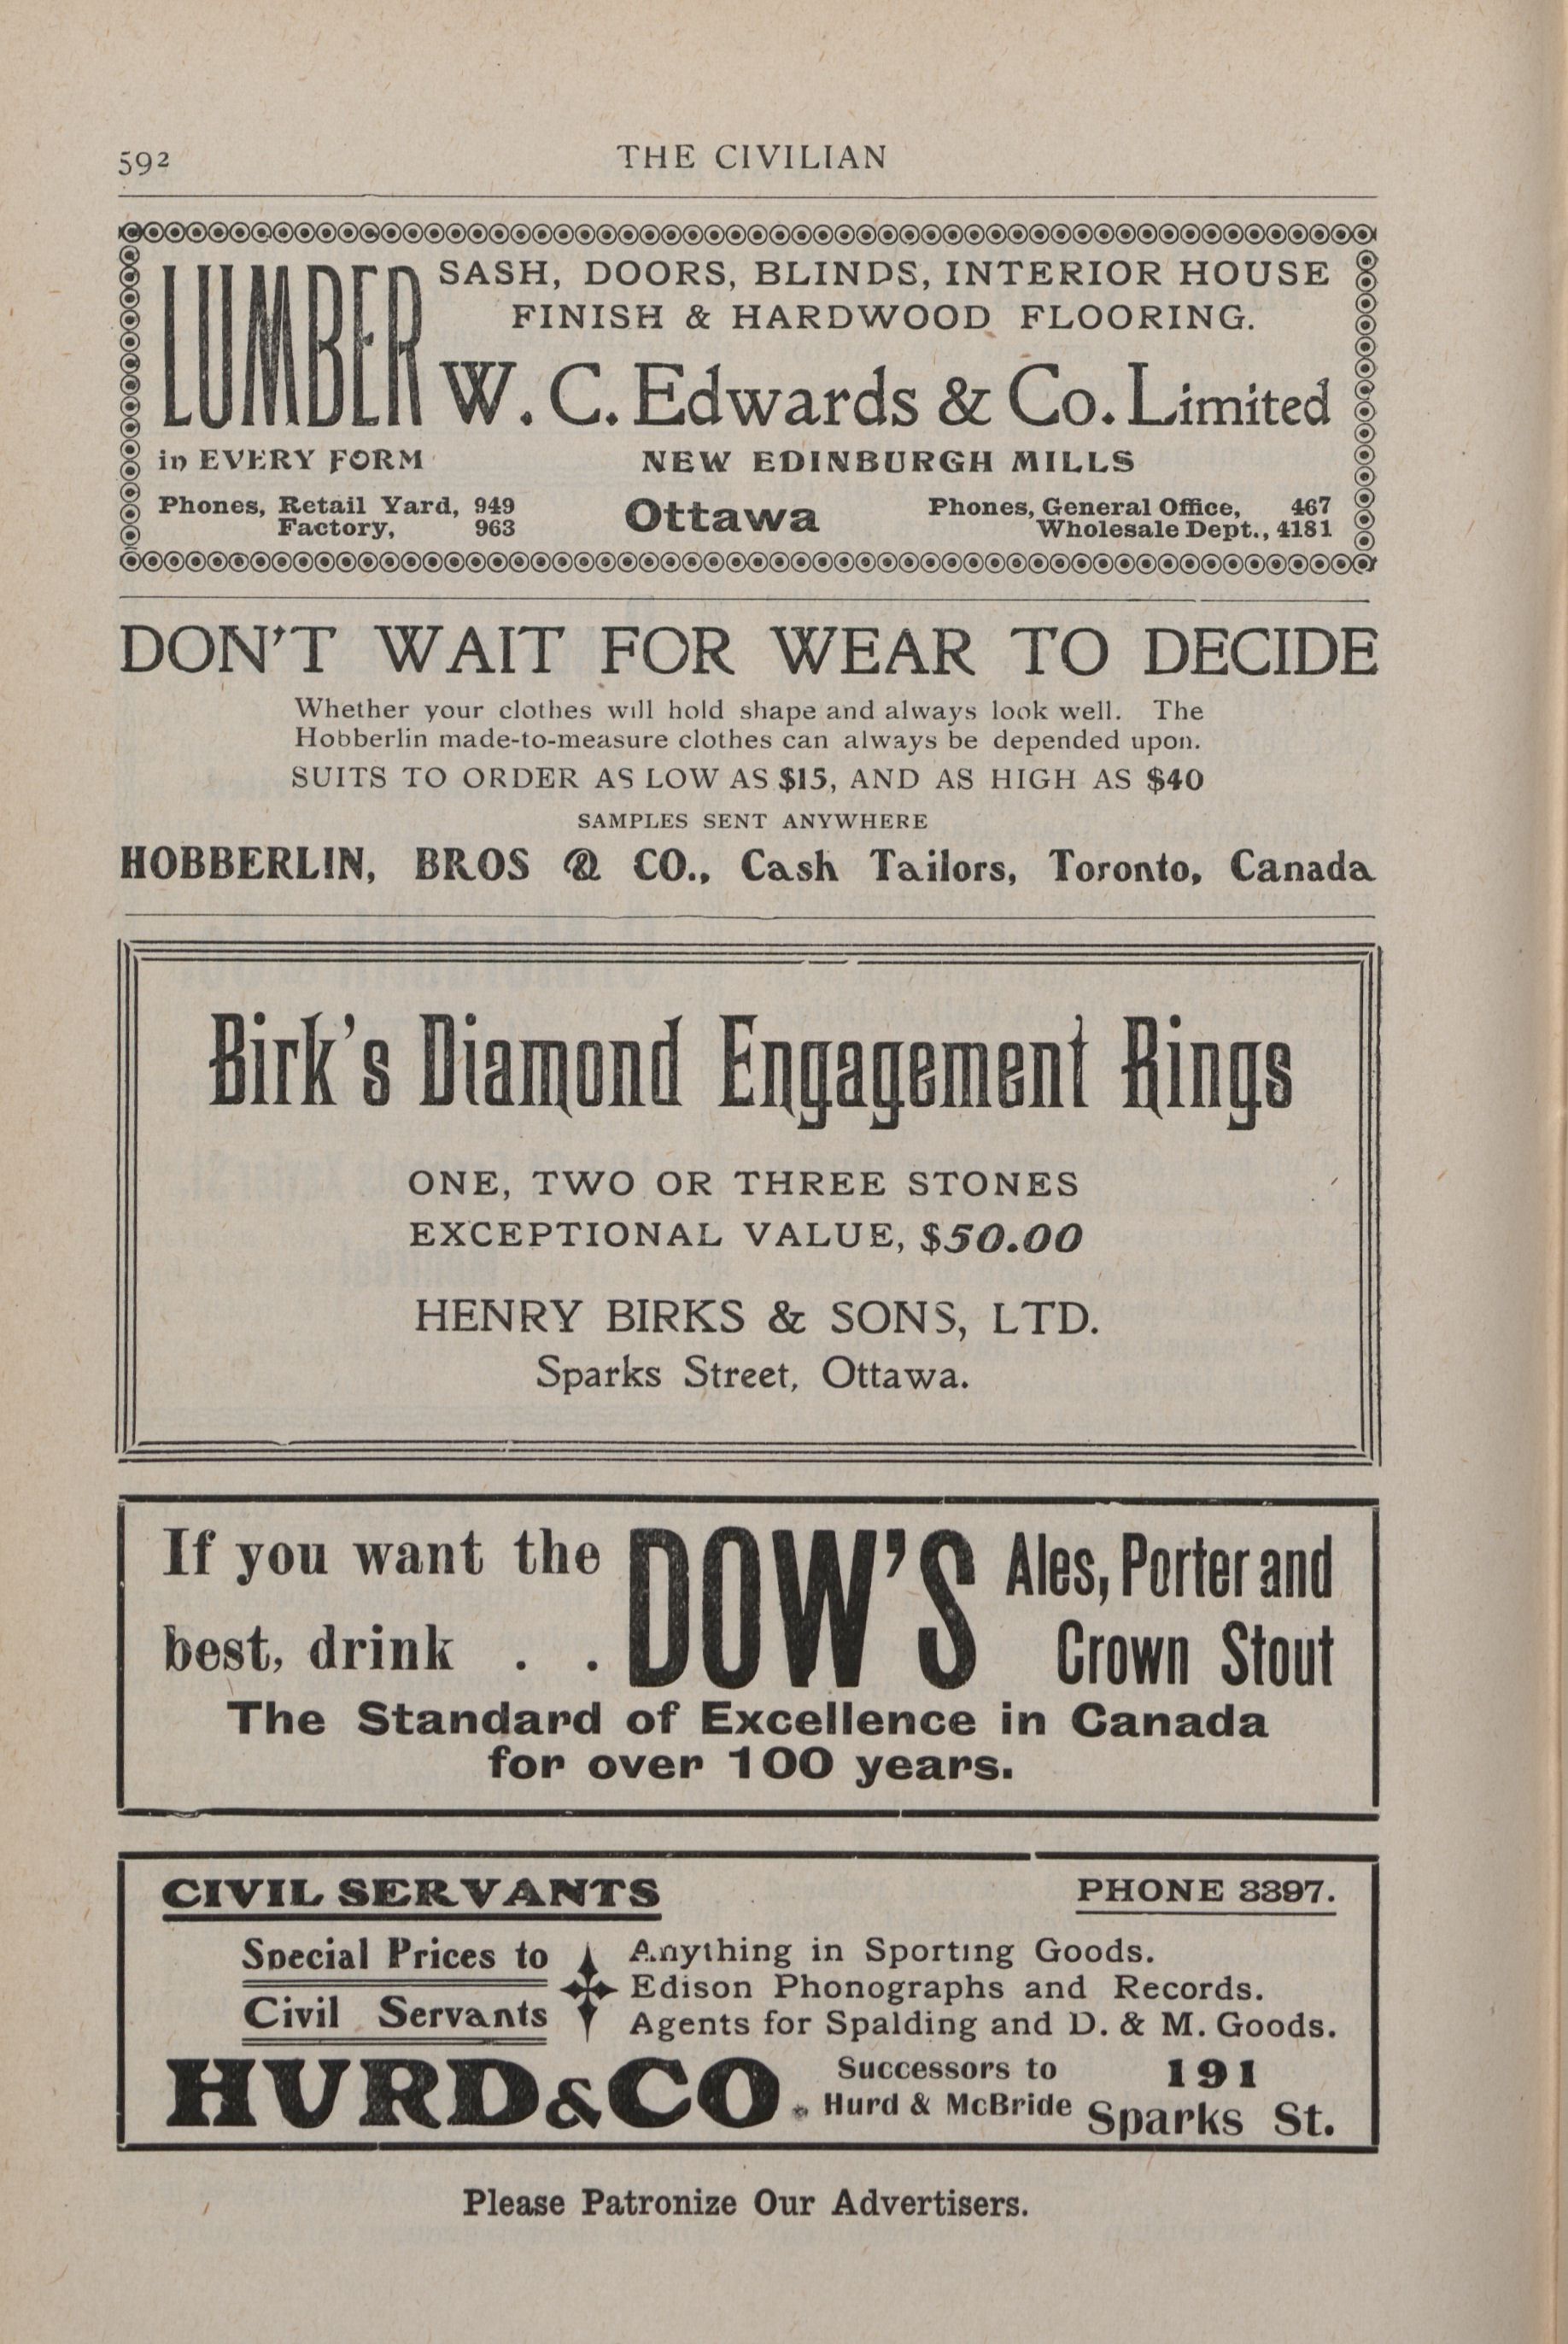 592
THE CIVILIAN
LUMBER
SASH, DOORS, BLINDS, INTERIOR HOUSE
FINISH & HARDWOOD FLOORING.
W. C. Edwards & Co. Limited
in EVERY FORM
NEW EDINBURGH MILLS
Phones, Retail Yard, 949
Factory, 963
Ottawa
Phones, General Office, 467
Wholesale Dept., 4181
DON'T WAIT FOR WEAR TO DECIDE
Whether your clothes will hold shape and always look well. The
Hobberlin made-to-measure clothes can always be depended upon.
SUITS TO ORDER AS LOW AS $15, AND AS HIGH AS $40
SAMPLES SENT ANYWHERE
HOBBERLIN, BROS & CO., Cash Tailors, Toronto, Canada
Birk's Diamond Engagement Rings
ONE, TWO OR THREE STONES
EXCEPTIONAL VALUE, $50.00
HENRY BIRKS & SONS, LTD.
Sparks Street, Ottawa.
If you want the
best, drink . .
DOW'S
Ales, Porter and
Crown Stout
The Standard of Excellence in Canada
for over 100 years.
CIVIL SERVANTS
PHONE 3397.
Special Prices to
Civil Servants
Anything in Sporting Goods.
Edison Phonographs and Records.
Agents for Spalding and D. & M. Goods.
HURD & CO.
Successors to
Hurd & McBride
191
Sparks St.
Please Patronize Our Advertisers.